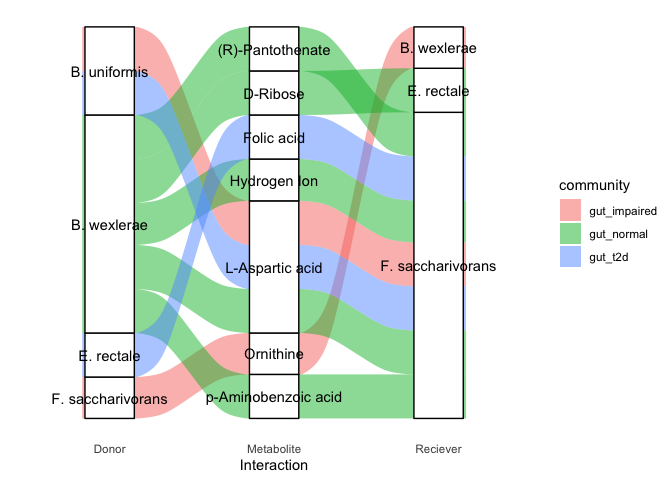 B. uniformis
B. wexlerae
E. rectale
F. saccharivorans
(R)-Pantothenate
D-Ribose
Folic acid
Hydrogen Ion
L-Aspartic acid
Ornithine
p-Aminobenzoic acid
B. wexlerae
E. rectale
F. saccharivorans
Donor
Metabolite
Reciever
Interaction
community
gut_impaired
gut_normal
gut_t2d